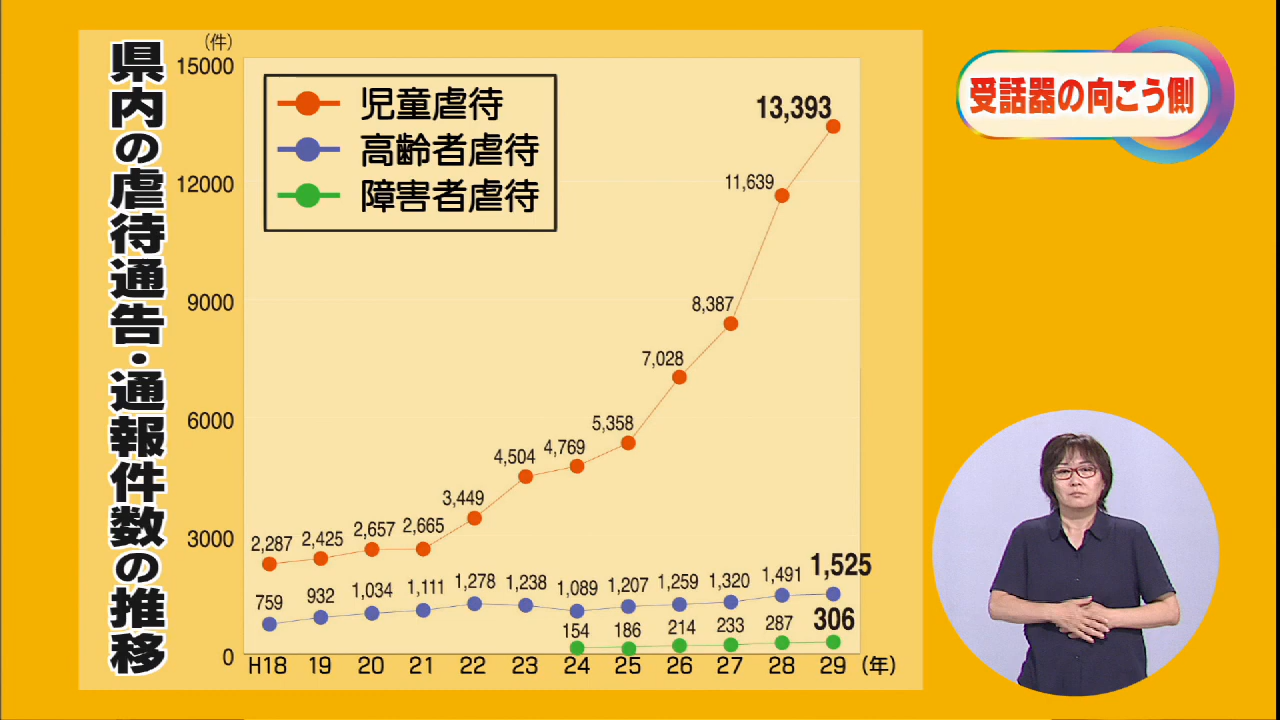 県内の虐待通告・通報件数の推移
受話器の向こう側
(件)
15000
12000
9000
6000
3000
0
児童虐待
高齢者虐待
障害者虐待
2,287 2,425 2,657 2,665 3,449 4,504 4,769 5,358 7,028 8,387 11,639 13,393
759 932 1,034 1,111 1,278 1,238 1,089 1,207 1,259 1,320 1,491 1,525
154 186 214 233 287 306
H18 19 20 21 22 23 24 25 26 27 28 29 (年)